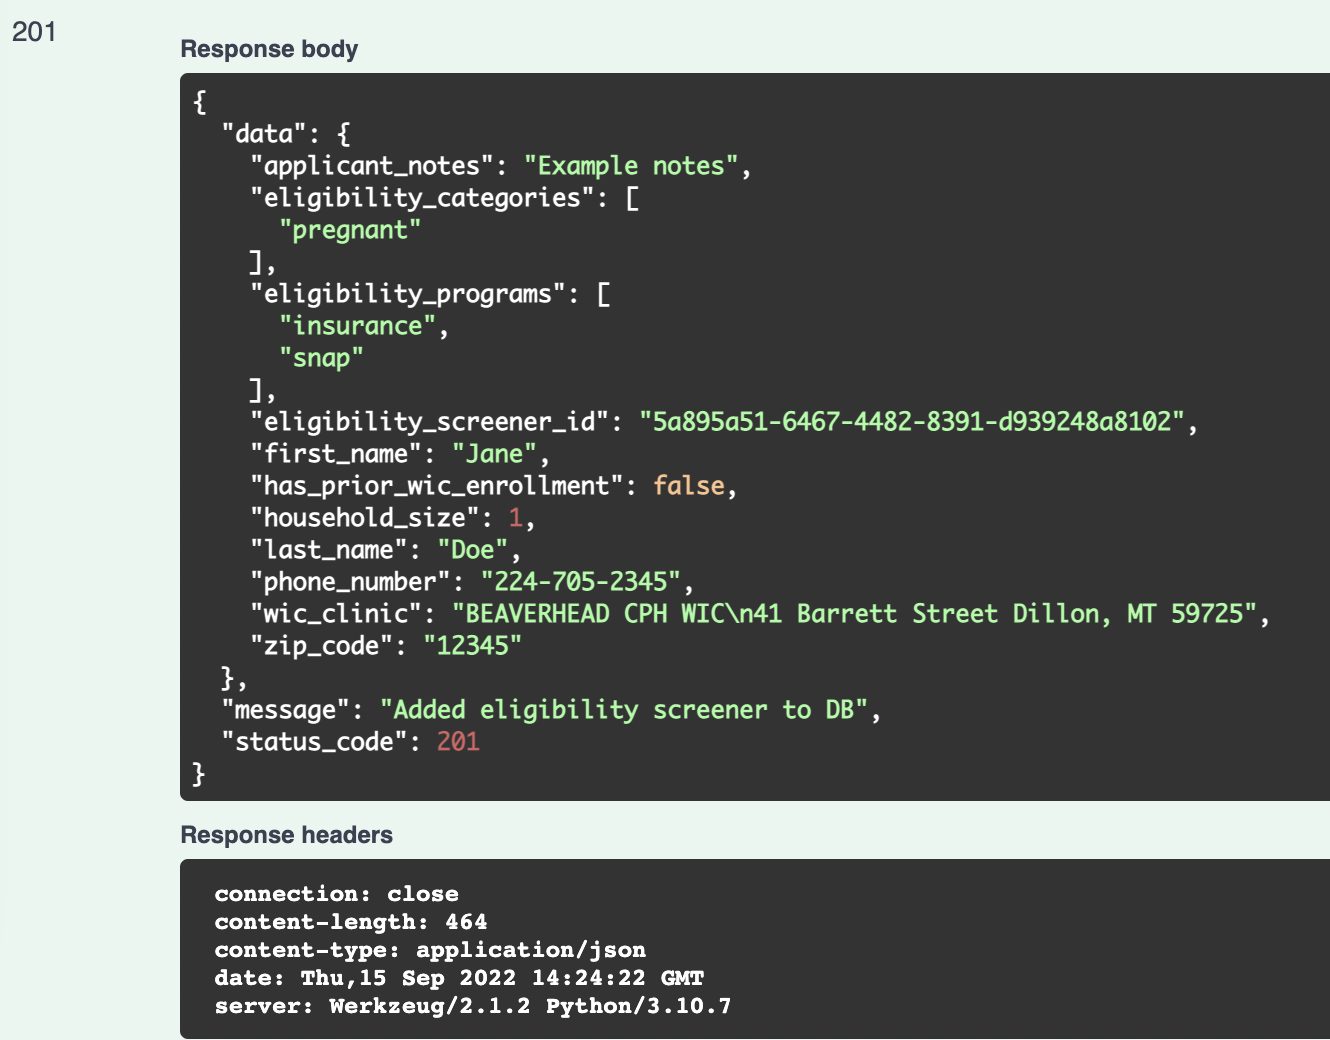 201
Response body
{
  "data": {
    "applicant_notes": "Example notes",
    "eligibility_categories": [
      "pregnant"
    ],
    "eligibility_programs": [
      "insurance",
      "snap"
    ],
    "eligibility_screener_id": "5a895a51-6467-4482-8391-d939248a8102",
    "first_name": "Jane",
    "has_prior_wic_enrollment": false,
    "household_size": 1,
    "last_name": "Doe",
    "phone_number": "224-705-2345",
    "wic_clinic": "BEAVERHEAD CPH WIC\n41 Barrett Street Dillon, MT 59725",
    "zip_code": "12345"
  },
  "message": "Added eligibility screener to DB",
  "status_code": 201
}
Response headers
connection: close
content-length: 464
content-type: application/json
date: Thu,15 Sep 2022 14:24:22 GMT
server: Werkzeug/2.1.2 Python/3.10.7